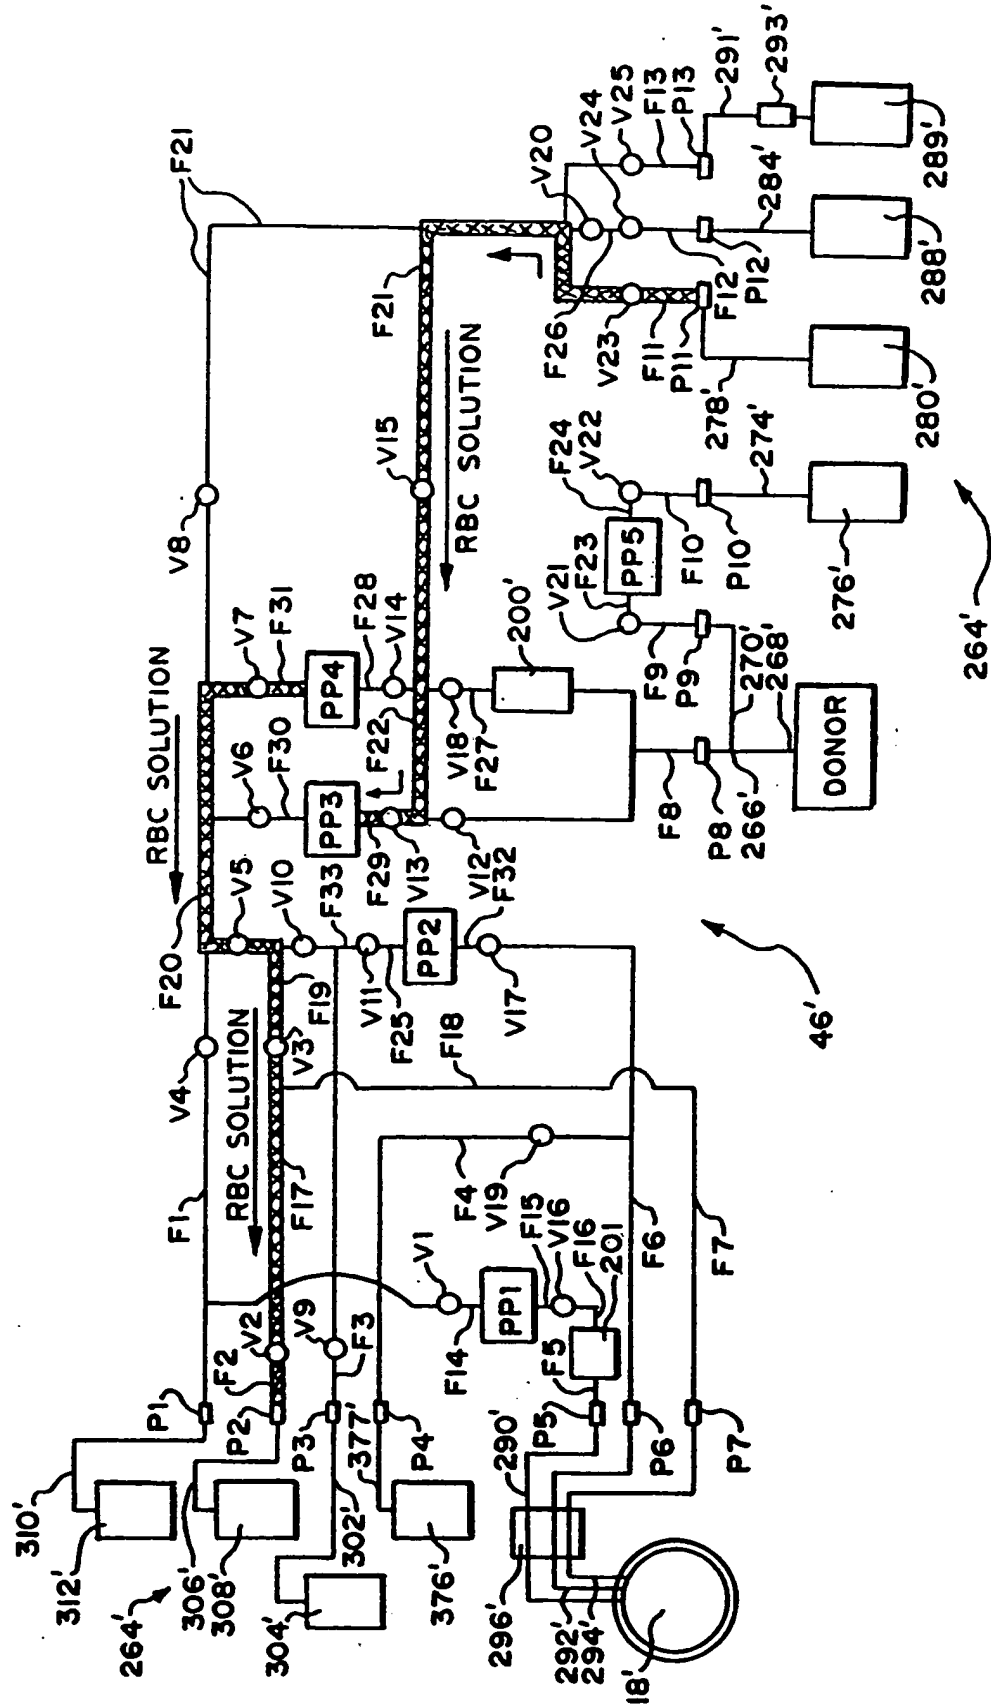 310'
312'
264'
306'
308'
304'
302'
377'
376'
296'
290'
292'
294'
18'
P1
P2
P3
P4
P5
P6
P7
F1
F2
V2
V9
F3
V4
RBC SOLUTION
F17
V3
F19
F20
V5
V10
F33
V11
F25
PP2
F32
V17
F18
F4
V19
V1
F14
PP1
F15
V16
F16
201
F5
F6
F7
46'
RBC SOLUTION
V6
F30
PP3
F29
V13
V12
V7
F31
PP4
F28
V14
F22
V18
F27
200'
V8
F21
F21
V15
RBC SOLUTION
F8
P8
266'
DONOR
268'
270'
P9
F9
V21
F23
PP5
F24
V22
F10
P10
274'
276'
264'
F26
V23
F11
P11
278'
280'
V20
V24
F12
P12
284'
288'
V25
F13
P13
291'
293'
289'